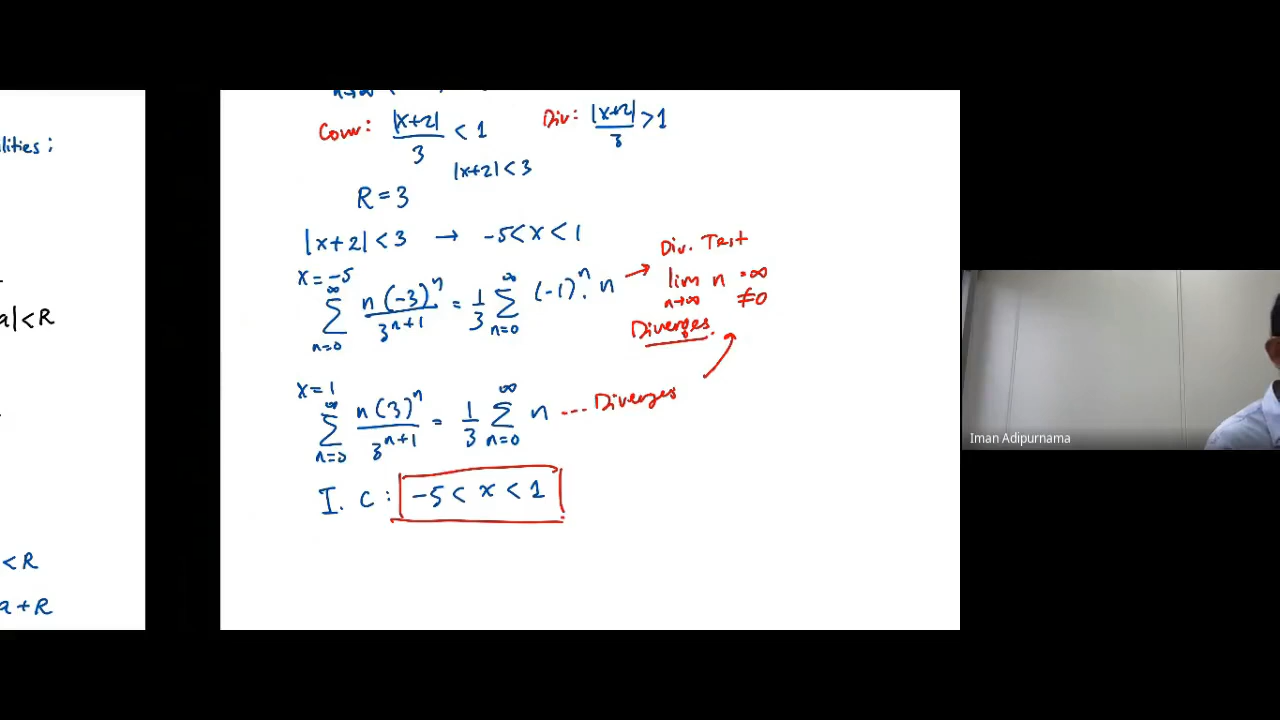 n→∞
Conv: |x+2|/3 < 1 Div: |x+2|/3 > 1
|x+2| < 3
R = 3
|x+2| < 3 → -5 < x < 1
x = -5
∞∑n=0 n(-3)^n/3^(n+1) = 1/3 ∞∑n=0 (-1)^n · n
Div. Test
lim n→∞ n = ∞
≠0
Diverges.
x = 1
∞∑n=0 n(3)^n/3^(n+1) = 1/3 ∞∑n=0 n --- Diverges
I. C : -5 < x < 1
alities ;
a| < R
< R
a + R
Iman Adipurnama